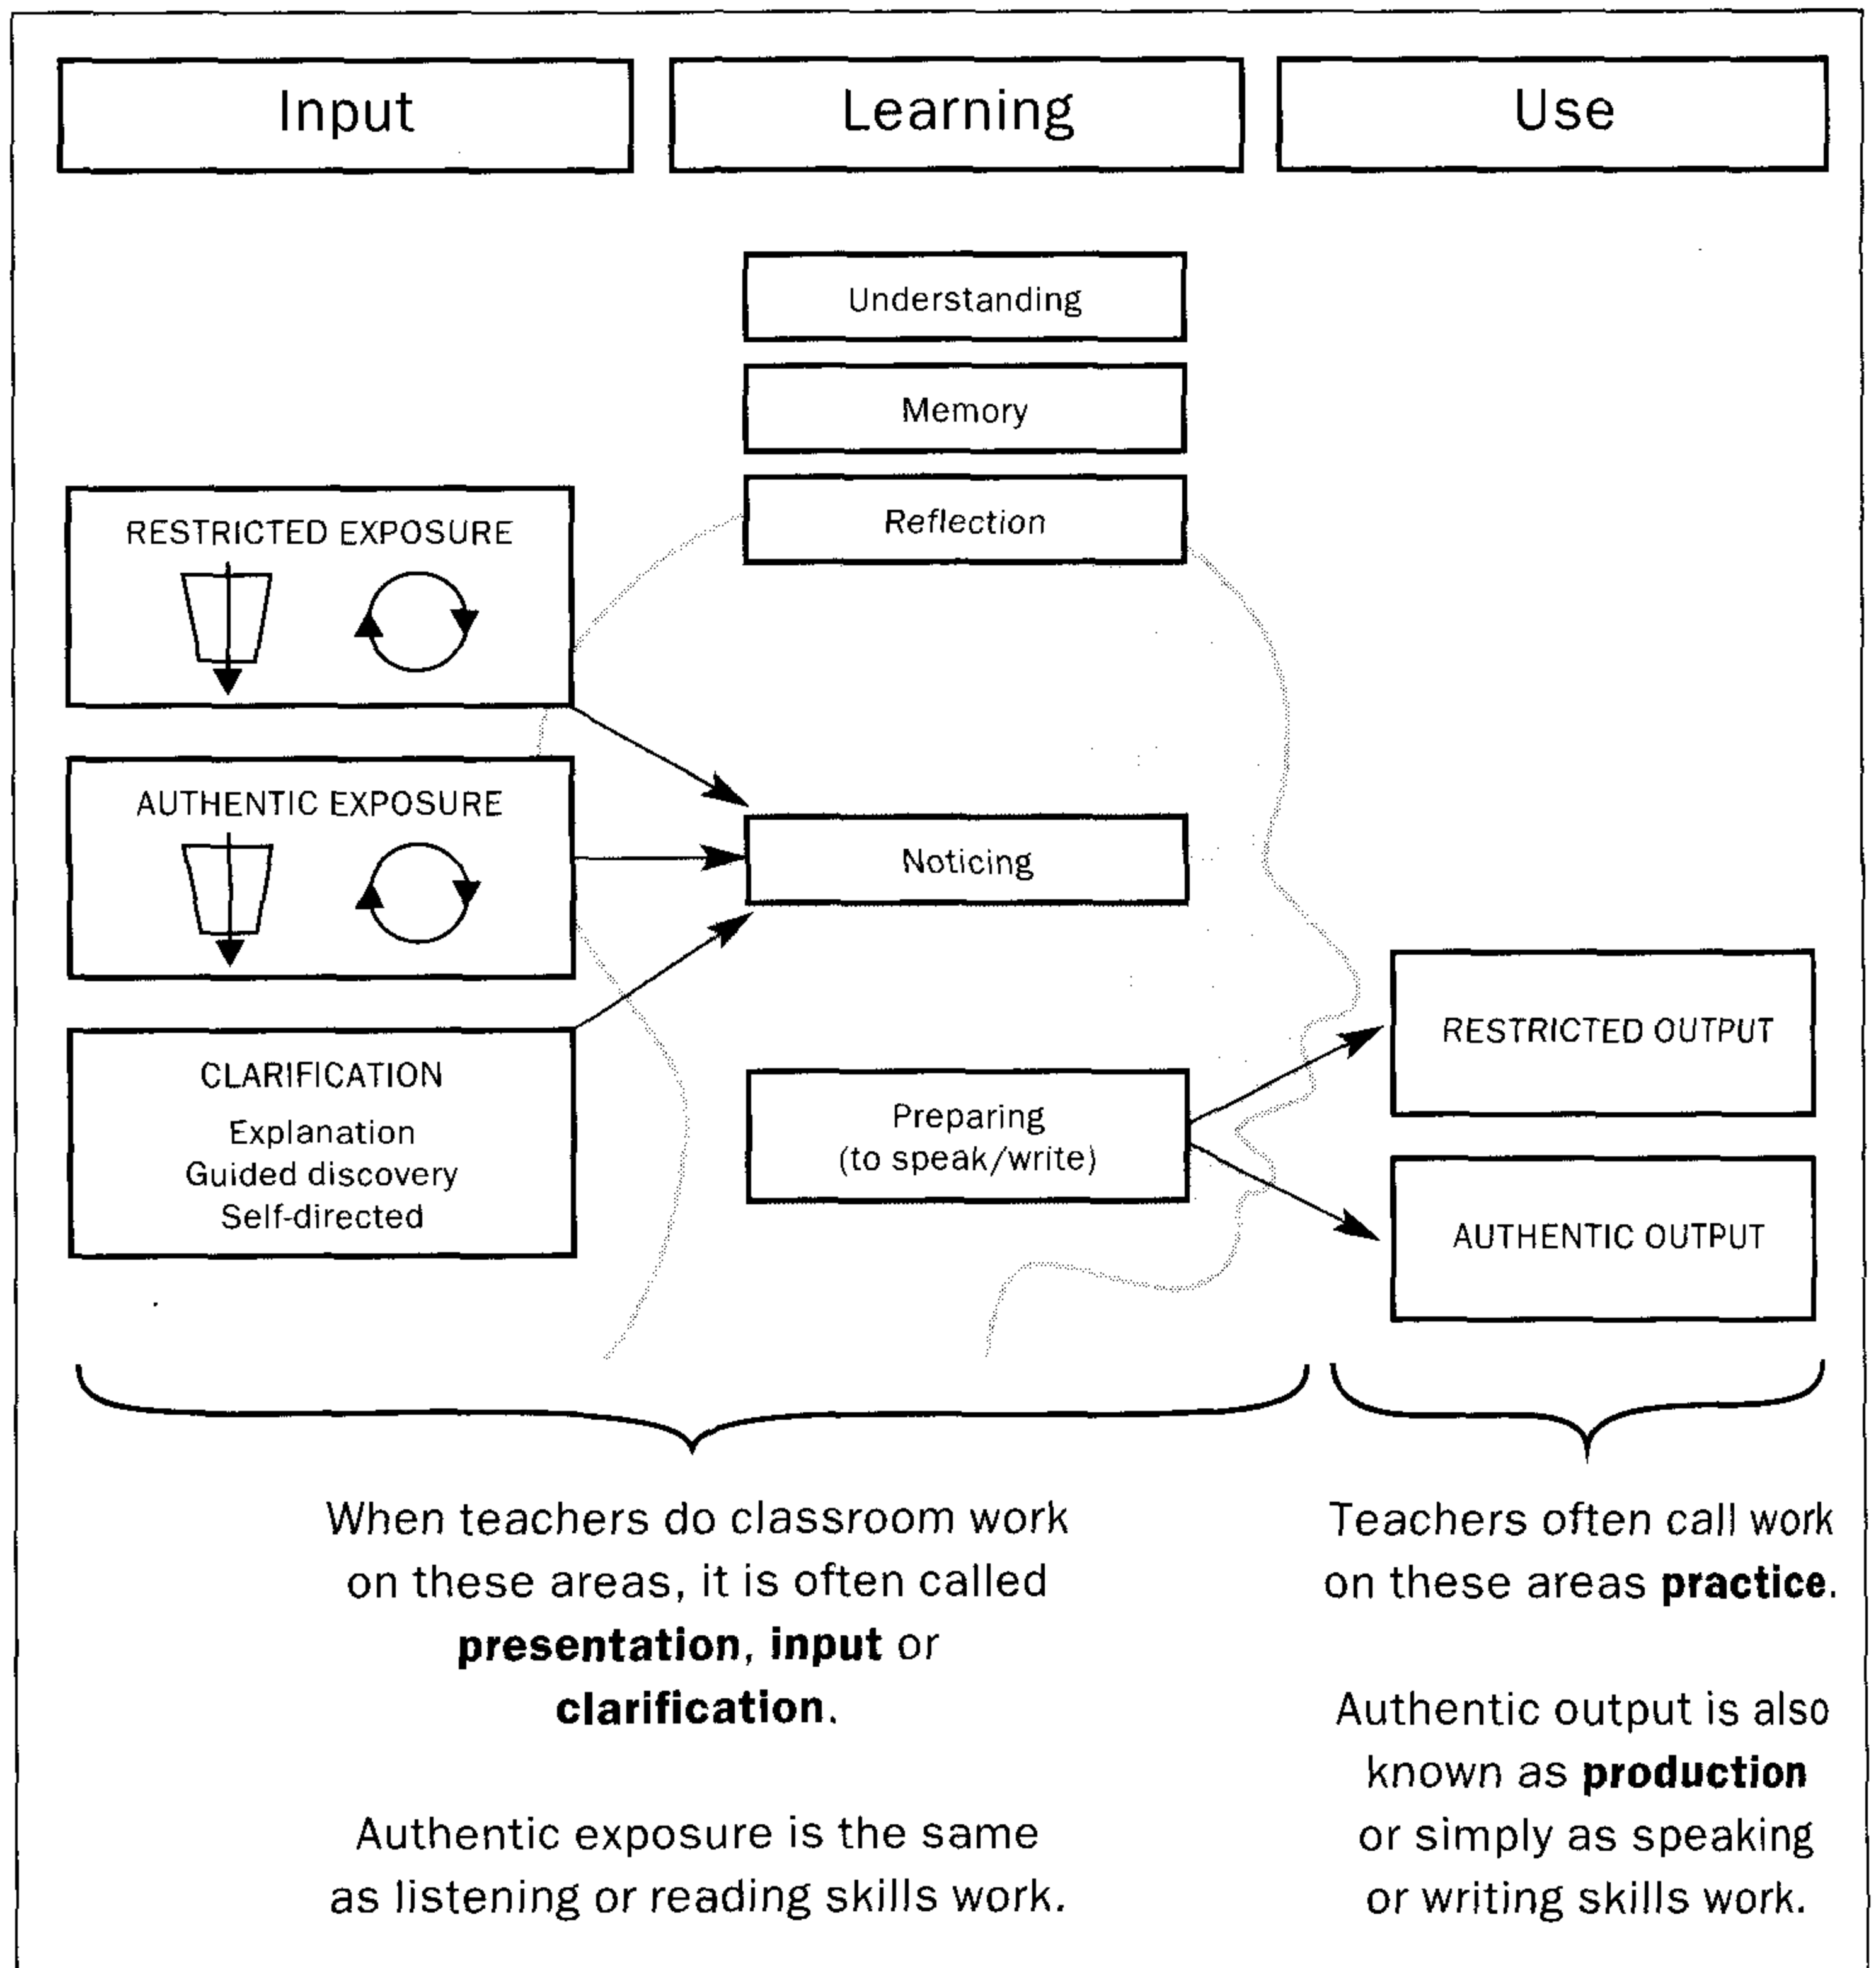 Input
Learning
Use
Understanding
Memory
Reflection
RESTRICTED EXPOSURE
AUTHENTIC EXPOSURE
Noticing
CLARIFICATION
Explanation
Guided discovery
Self-directed
Preparing
(to speak/write)
RESTRICTED OUTPUT
AUTHENTIC OUTPUT
When teachers do classroom work
on these areas, it is often called
presentation, input or
clarification.
Authentic exposure is the same
as listening or reading skills work.
Teachers often call work
on these areas practice.
Authentic output is also
known as production
or simply as speaking
or writing skills work.